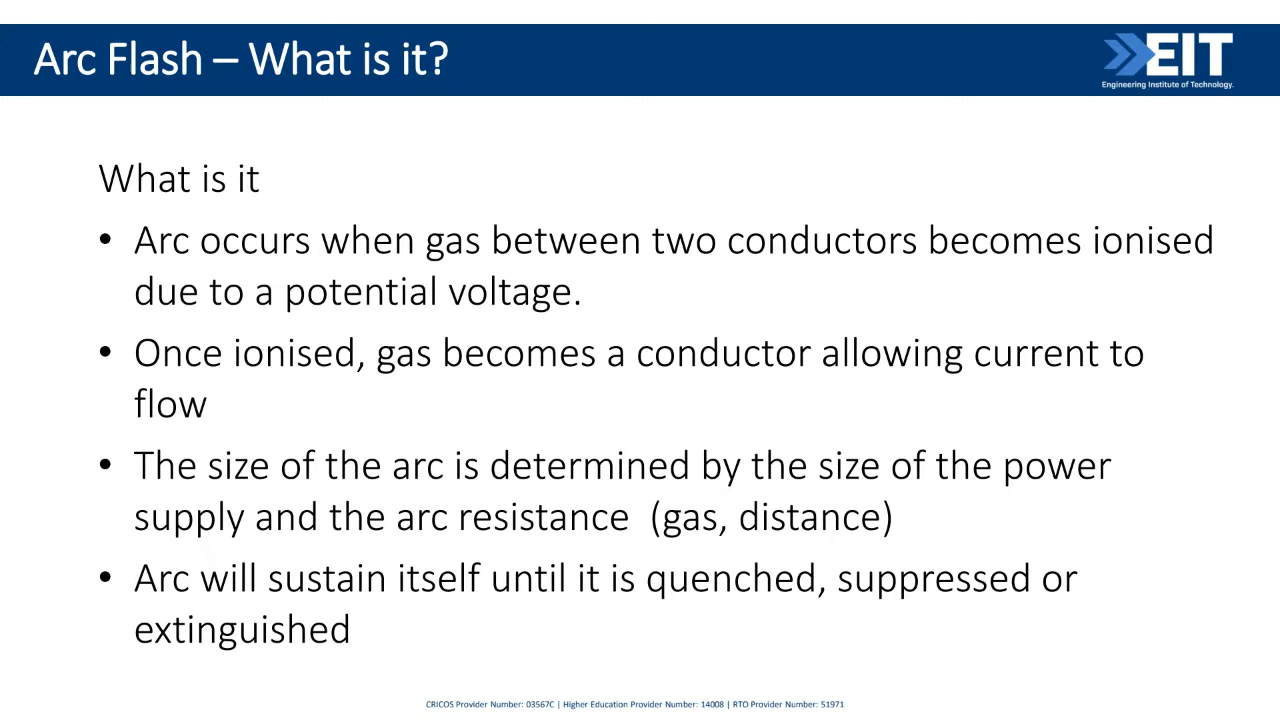 Arc Flash – What is it?
EIT
Engineering Institute of Technology.
What is it
• Arc occurs when gas between two conductors becomes ionised
due to a potential voltage.
• Once ionised, gas becomes a conductor allowing current to
flow
• The size of the arc is determined by the size of the power
supply and the arc resistance  (gas, distance)
• Arc will sustain itself until it is quenched, suppressed or
extinguished
CRICOS Provider Number: 03567C | Higher Education Provider Number: 14008 | RTO Provider Number: 51971